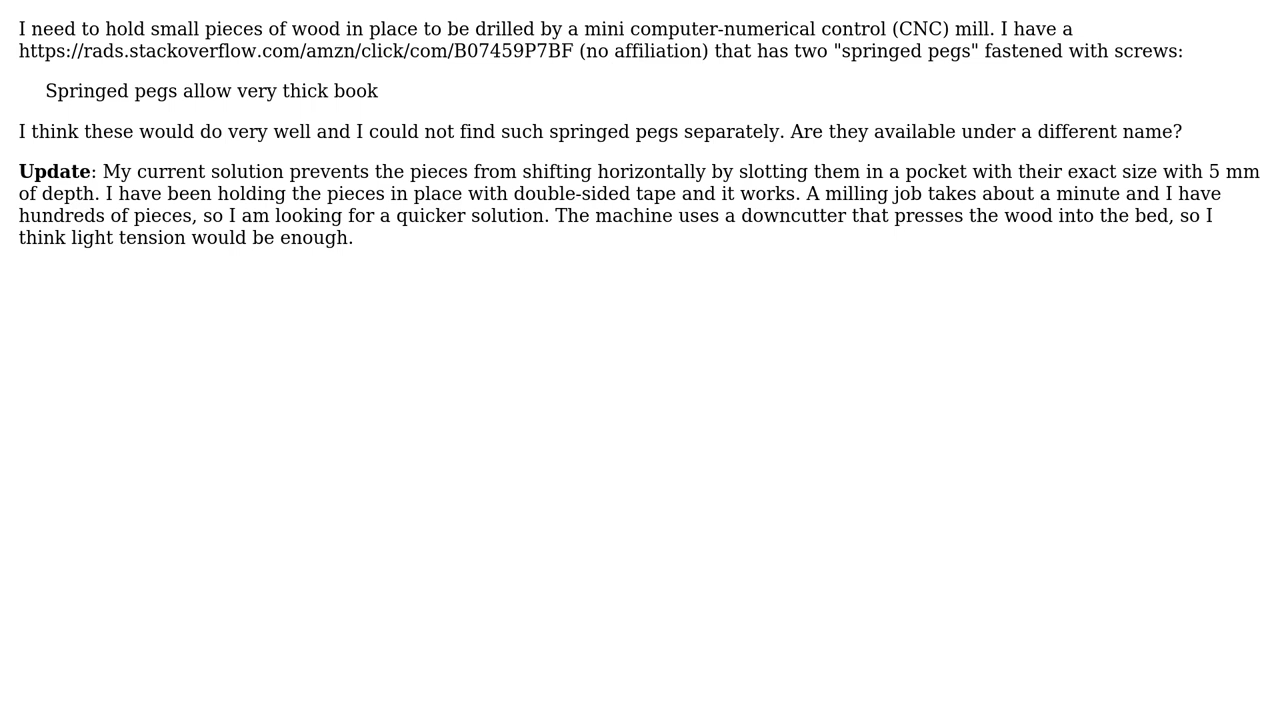 I need to hold small pieces of wood in place to be drilled by a mini computer-numerical control (CNC) mill. I have a
https://rads.stackoverflow.com/amzn/click/com/B07459P7BF (no affiliation) that has two "springed pegs" fastened with screws:
Springed pegs allow very thick book
I think these would do very well and I could not find such springed pegs separately. Are they available under a different name?
Update: My current solution prevents the pieces from shifting horizontally by slotting them in a pocket with their exact size with 5 mm
of depth. I have been holding the pieces in place with double-sided tape and it works. A milling job takes about a minute and I have
hundreds of pieces, so I am looking for a quicker solution. The machine uses a downcutter that presses the wood into the bed, so I
think light tension would be enough.